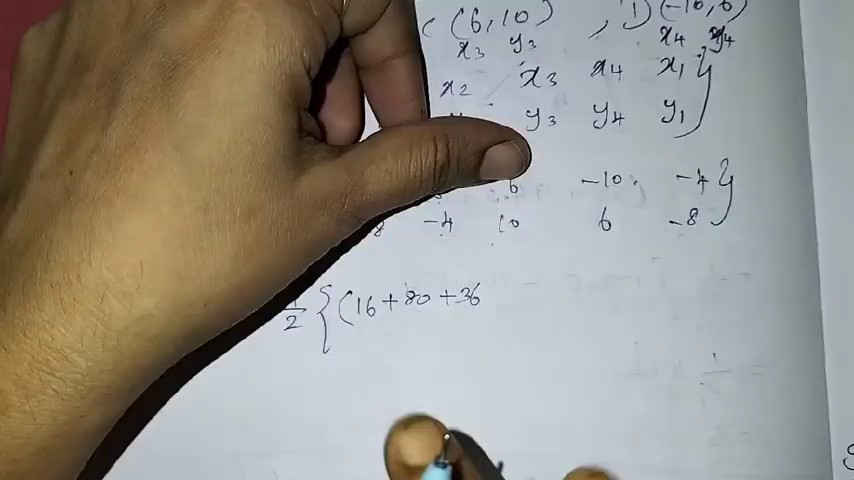 C (6, 10) , D (-10, 6)
x₃ y₃ x₄ y₄
x₂ x₃ x₄ x₁ }
y₃ y₄ y₁
6 -10 -4 }
-4 10 6 -8
1/2 { (16 + 80 + 36